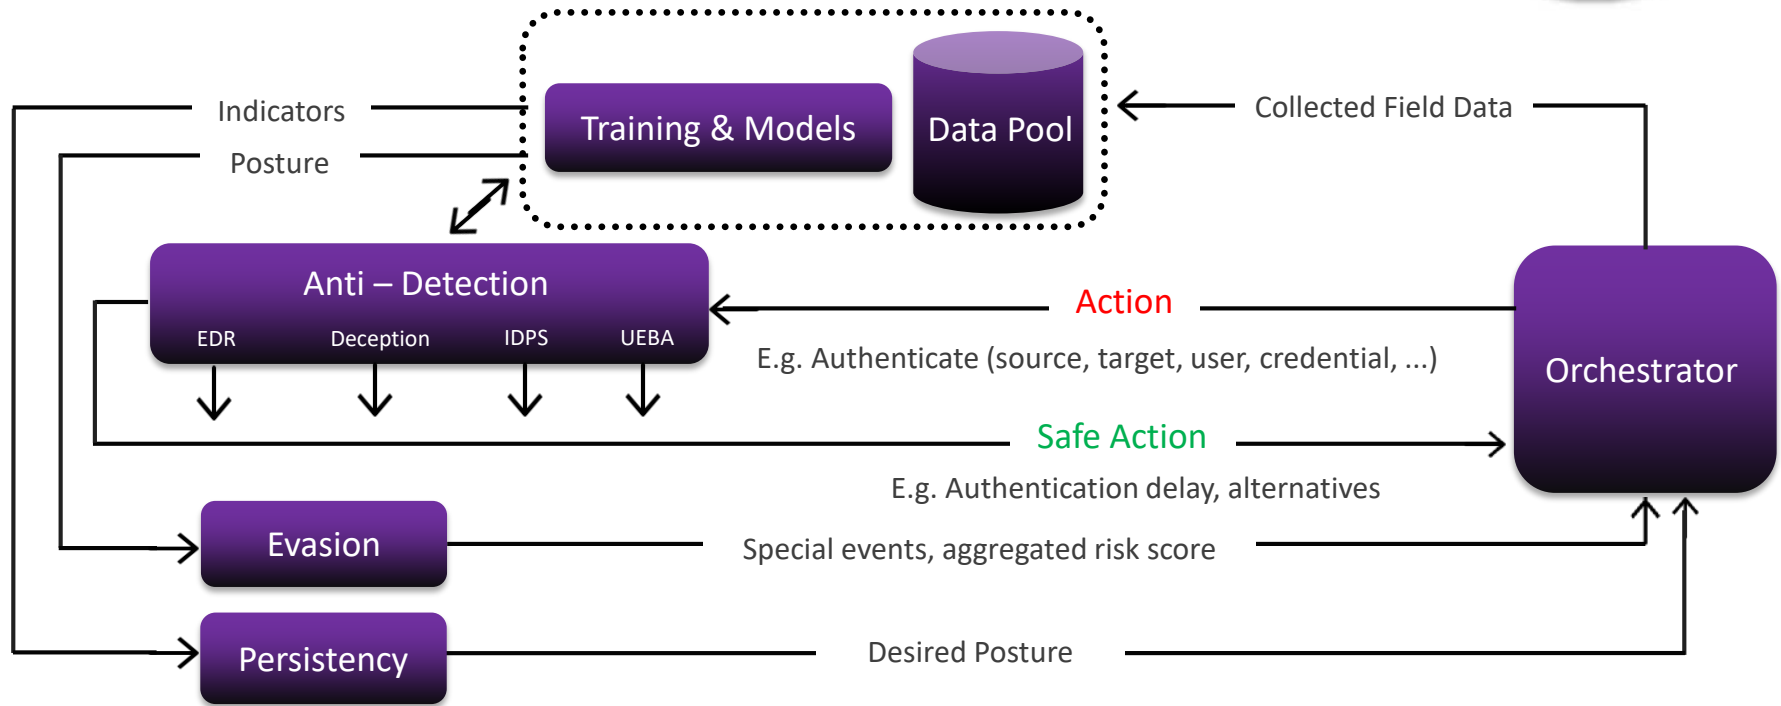 Indicators
Training & Models
Data Pool
Collected Field Data
Posture
Anti – Detection
EDR
Deception
IDPS
UEBA
Action
E.g. Authenticate (source, target, user, credential, ...)
Orchestrator
Safe Action
E.g. Authentication delay, alternatives
Evasion
Special events, aggregated risk score
Persistency
Desired Posture